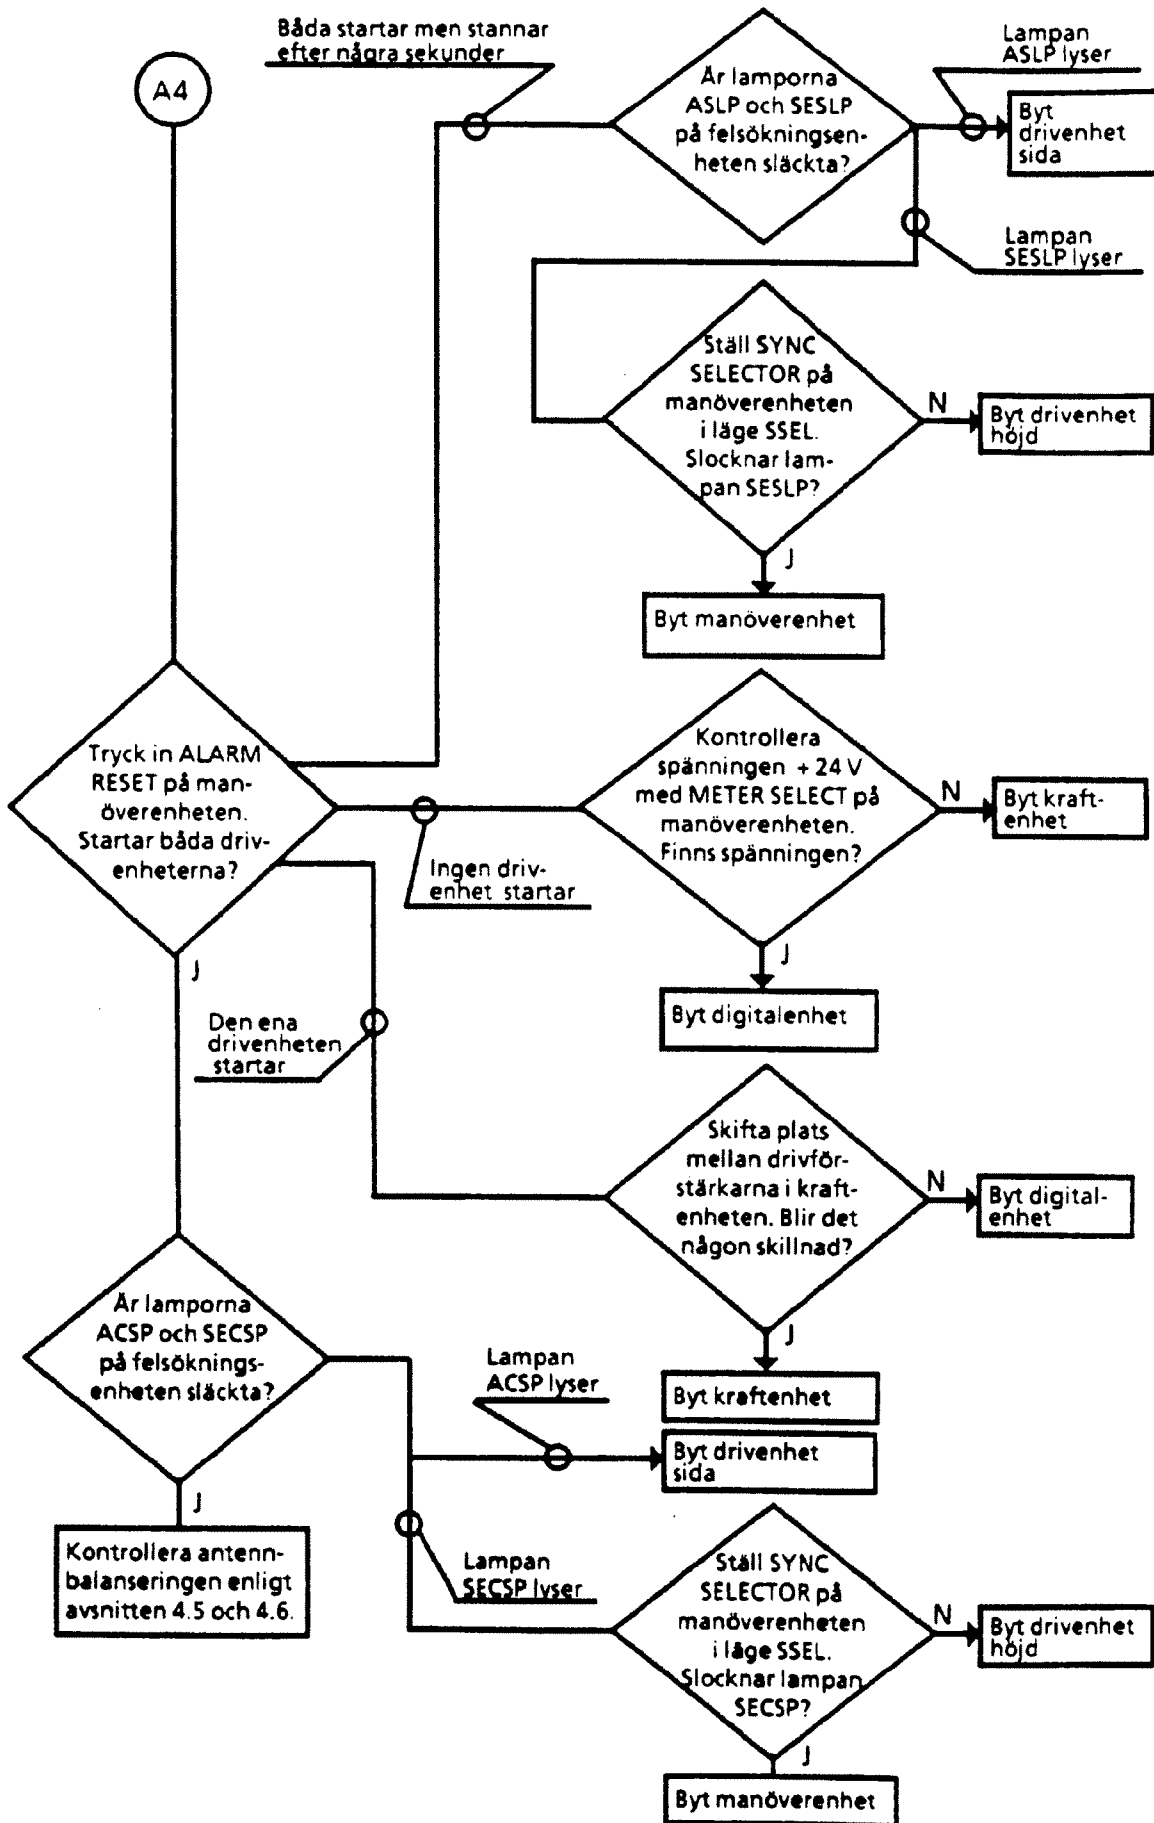 A4
Båda startar men stannar
efter några sekunder
Är lamporna
ASLP och SESLP
på felsökningsen-
heten släckta?
Lampan
ASLP lyser
Byt
drivenhet
sida
Lampan
SESLP lyser
Ställ SYNC
SELECTOR på
manöverenheten
i läge SSEL.
Slocknar lam-
pan SESLP?
N
Byt drivenhet
höjd
J
Byt manöverenhet
Tryck in ALARM
RESET på man-
överenheten.
Startar båda driv-
enheterna?
Ingen driv-
enhet startar
Kontrollera
spänningen + 24 V
med METER SELECT på
manöverenheten.
Finns spänningen?
N
Byt kraft-
enhet
J
Byt digitalenhet
J
Den ena
drivenheten
startar
Skifta plats
mellan drivför-
stärkarna i kraft-
enheten. Blir det
någon skillnad?
N
Byt digital-
enhet
J
Byt kraftenhet
Är lamporna
ACSP och SECSP
på felsöknings-
enheten släckta?
Lampan
ACSP lyser
Byt drivenhet
sida
J
Kontrollera antenn-
balanseringen enligt
avsnitten 4.5 och 4.6.
Lampan
SECSP lyser
Ställ SYNC
SELECTOR på
manöverenheten
i läge SSEL.
Slocknar lampan
SECSP?
N
Byt drivenhet
höjd
J
Byt manöverenhet